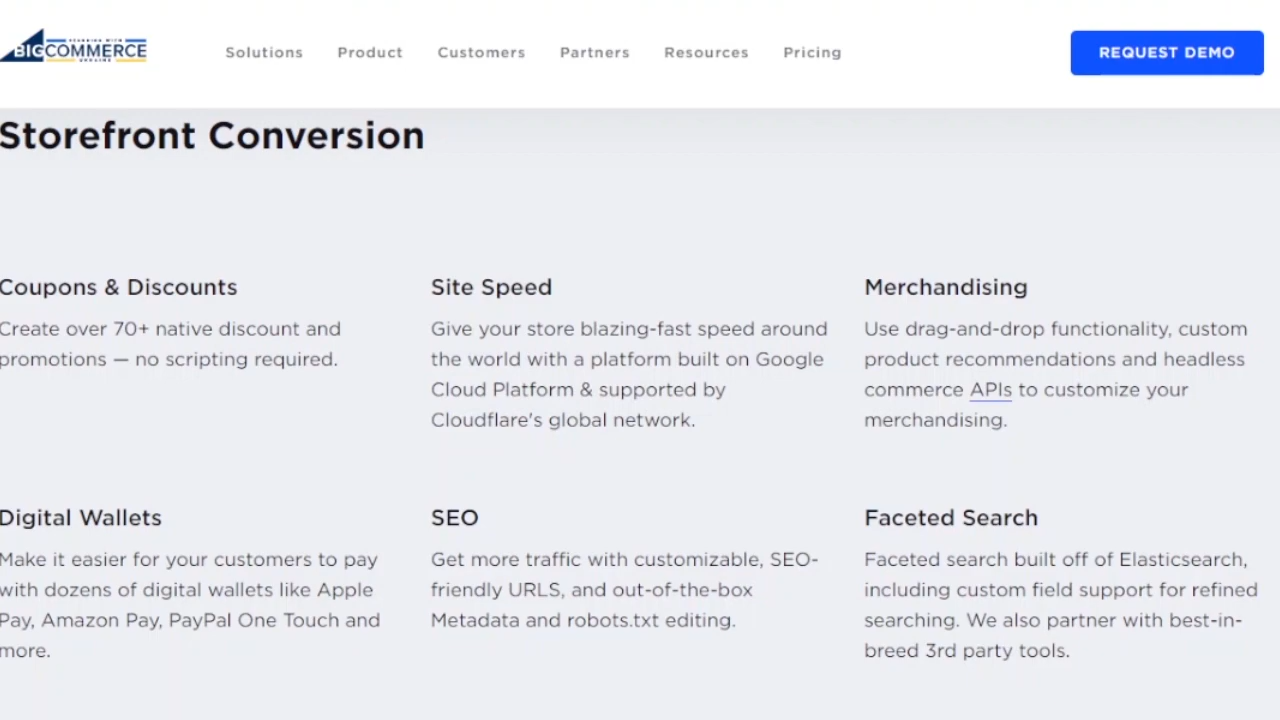 STANDING WITH
BIGCOMMERCE
UKRAINE
Solutions Product Customers Partners Resources Pricing
REQUEST DEMO
Storefront Conversion
Coupons & Discounts
Create over 70+ native discount and
promotions — no scripting required.
Site Speed
Give your store blazing-fast speed around
the world with a platform built on Google
Cloud Platform & supported by
Cloudflare's global network.
Merchandising
Use drag-and-drop functionality, custom
product recommendations and headless
commerce APIs to customize your
merchandising.
Digital Wallets
Make it easier for your customers to pay
with dozens of digital wallets like Apple
Pay, Amazon Pay, PayPal One Touch and
more.
SEO
Get more traffic with customizable, SEO-
friendly URLS, and out-of-the-box
Metadata and robots.txt editing.
Faceted Search
Faceted search built off of Elasticsearch,
including custom field support for refined
searching. We also partner with best-in-
breed 3rd party tools.